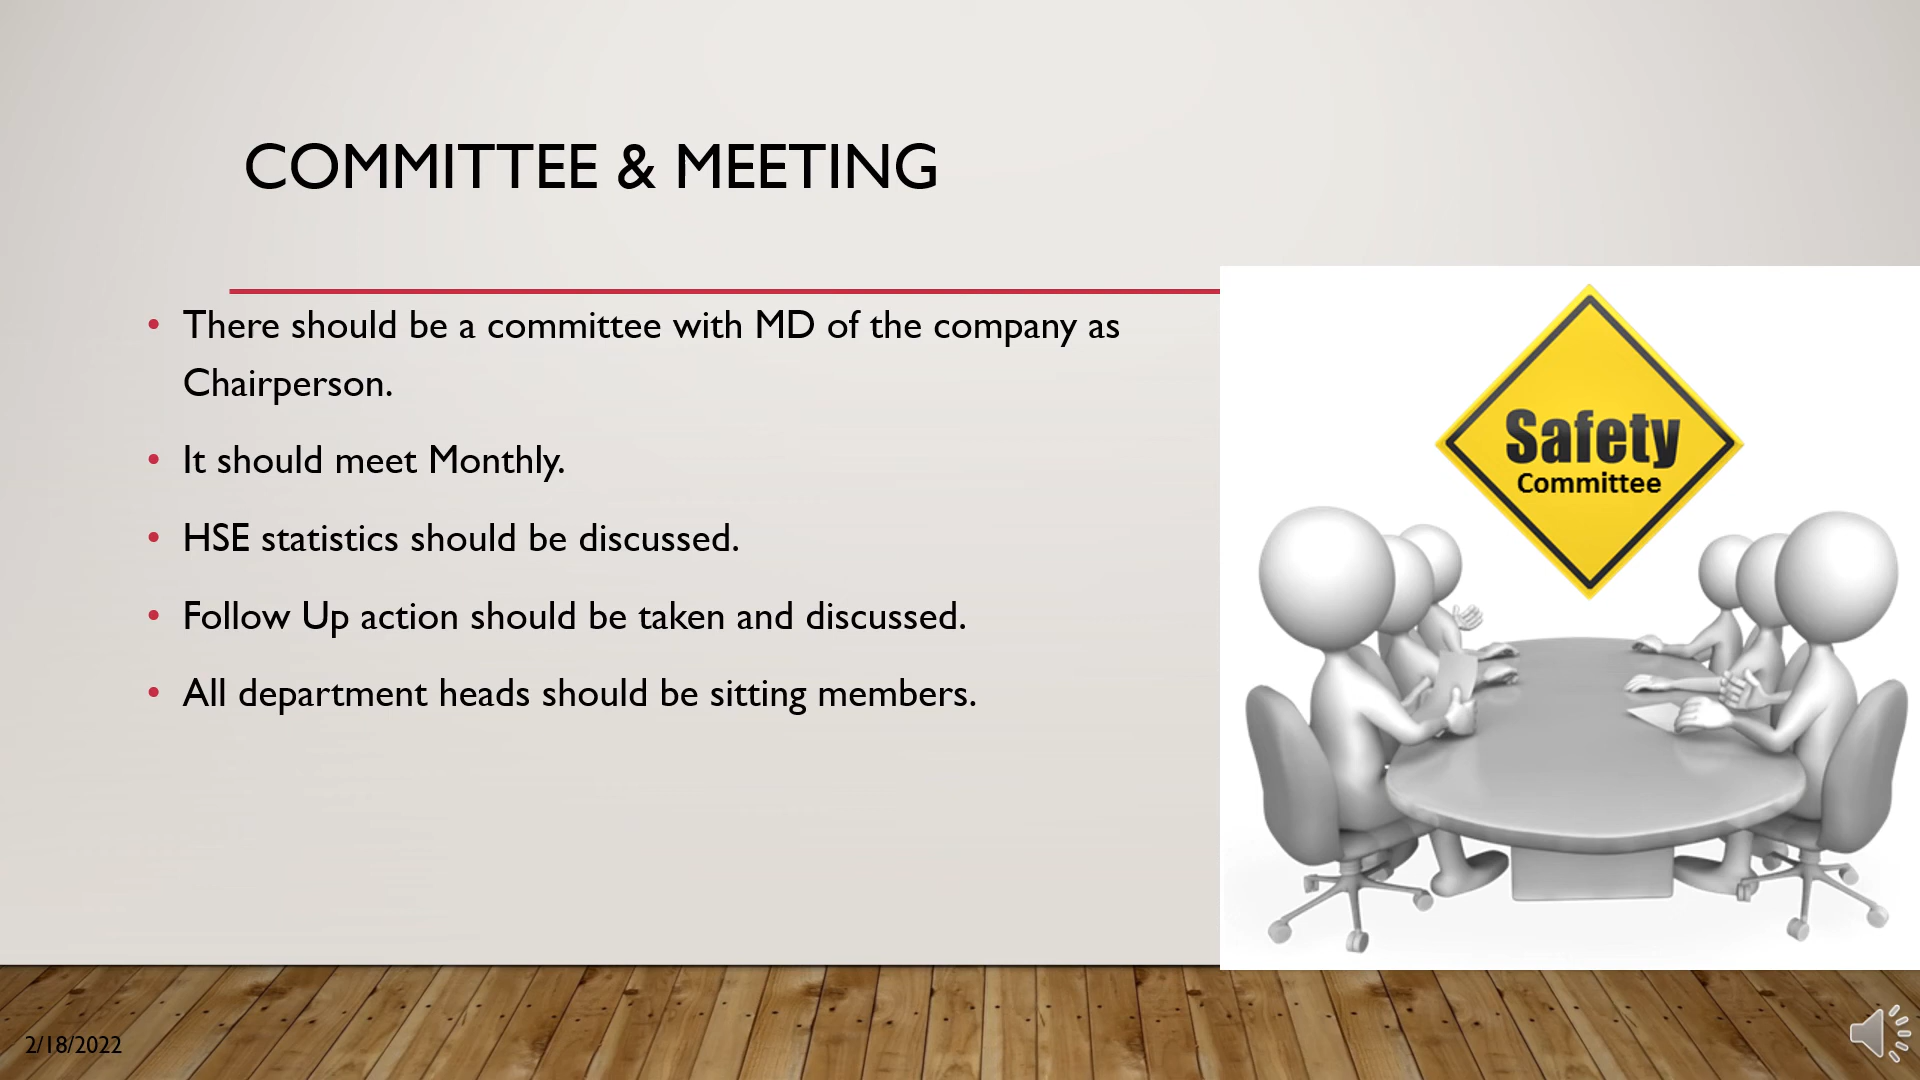 COMMITTEE & MEETING
• There should be a committee with MD of the company as
Chairperson.
• It should meet Monthly.
• HSE statistics should be discussed.
• Follow Up action should be taken and discussed.
• All department heads should be sitting members.
Safety
Committee
2/18/2022